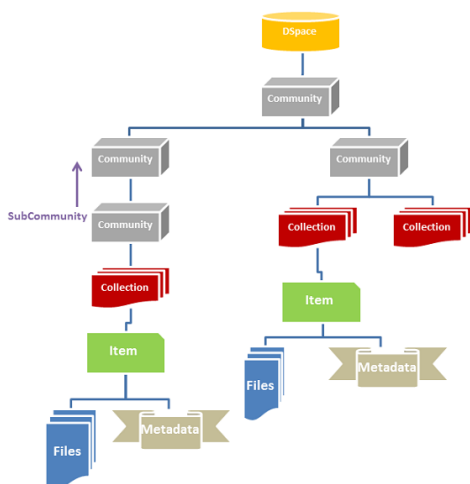 DSpace
Community
Community
Community
SubCommunity
Community
Collection
Collection
Collection
Item
Item
Files
Metadata
Files
Metadata